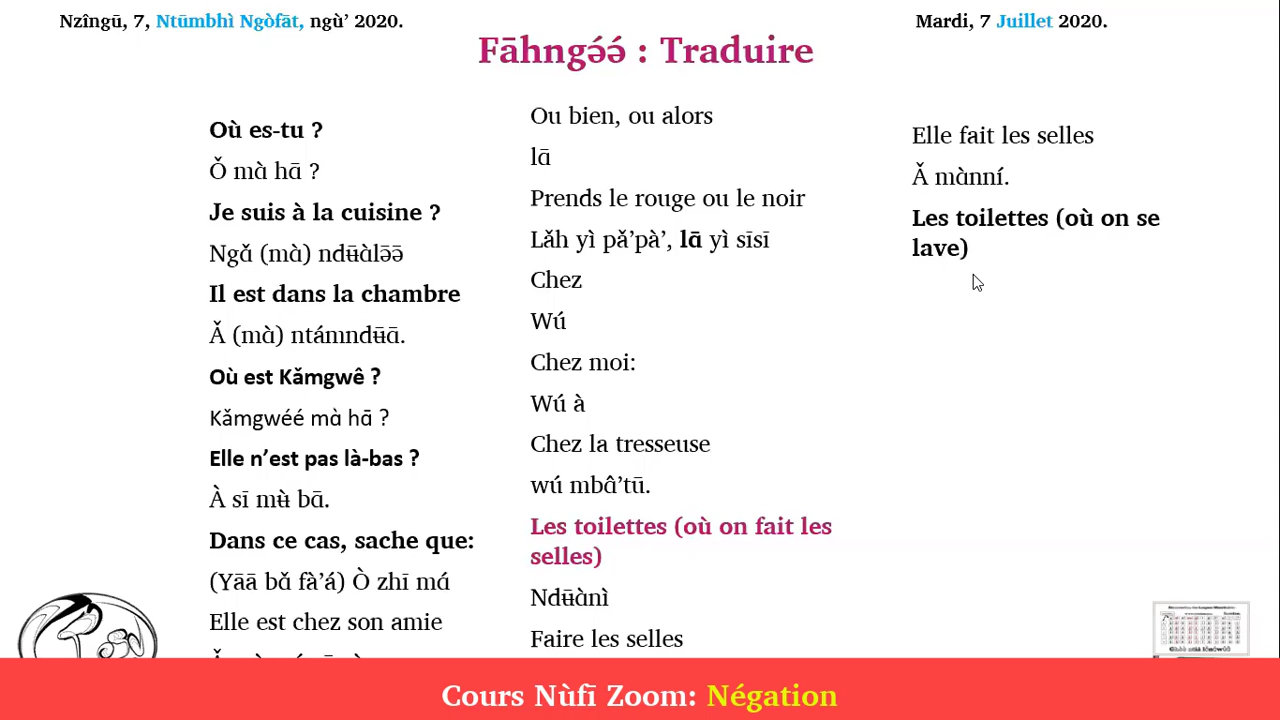 Nzîngū, 7, Ntūmbhì Ngòfāt, ngù’ 2020.
Mardi, 7 Juillet 2020.
Fāhngə́ə́ : Traduire
Où es-tu ?
Ǒ mà hā ?
Je suis à la cuisine ?
Ngɑ̌ (mà) ndʉ̄àlə̄ə̄
Il est dans la chambre
Ǎ (mà) ntámndʉ̄ā.
Où est Kǎmgwê ?
Kǎmgwéé mà hā ?
Elle n’est pas là-bas ?
À sī mʉ̀ bā.
Dans ce cas, sache que:
(Yāā bɑ̌ fà’á) Ò zhī mɑ́
Elle est chez son amie
Ou bien, ou alors
lā
Prends le rouge ou le noir
Lǎh yì pǎ’pà’, lā yì sīsī
Chez
Wú
Chez moi:
Wú à
Chez la tresseuse
wú mbâ’tū.
Les toilettes (où on fait les
selles)
Ndʉ̄ànì
Faire les selles
Elle fait les selles
Ǎ mànní.
Les toilettes (où on se
lave)
Cours Nùfī Zoom: Négation